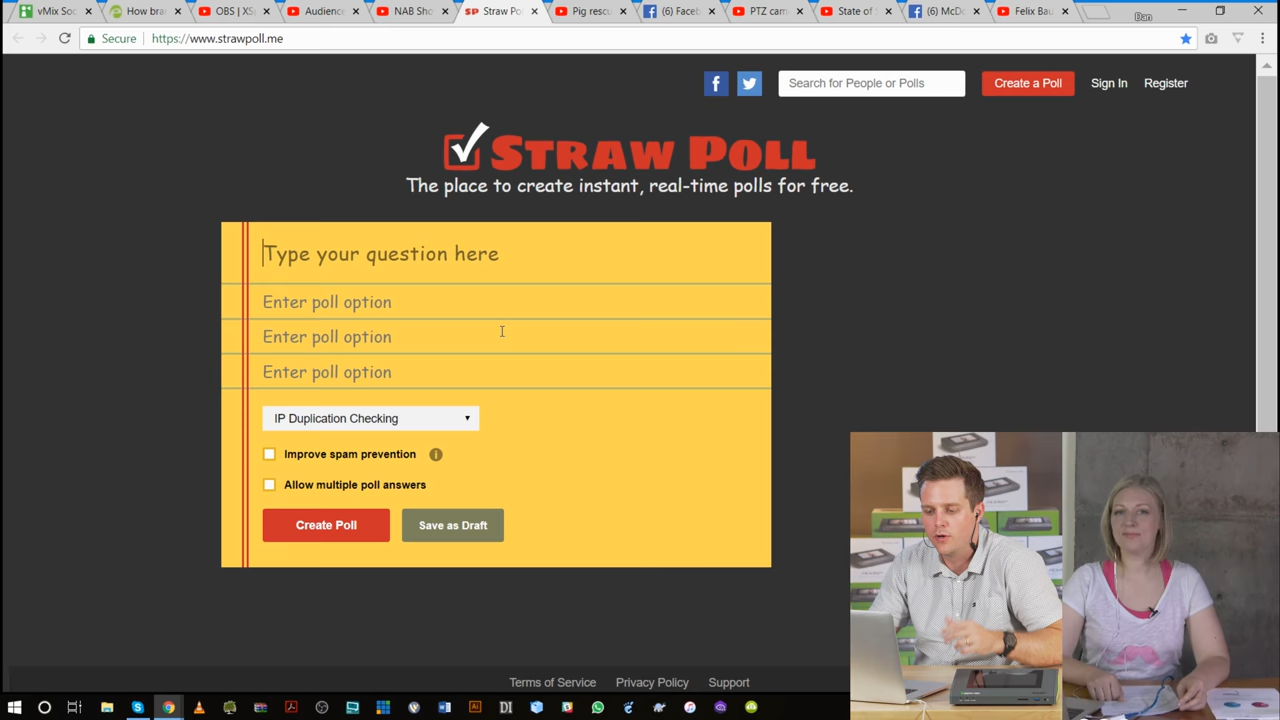 vMix Soc
How bran
OBS | XS
Audience
NAB Sho
SP Straw Po
Pig rescu
(6) Faceb
PTZ cam
State of
(6) McDo
Felix Bau
Dan
Secure https://www.strawpoll.me
Search for People or Polls
Create a Poll
Sign In
Register
STRAW POLL
The place to create instant, real-time polls for free.
Type your question here
Enter poll option
Enter poll option
Enter poll option
IP Duplication Checking
Improve spam prevention
Allow multiple poll answers
Create Poll
Save as Draft
Terms of Service
Privacy Policy
Support